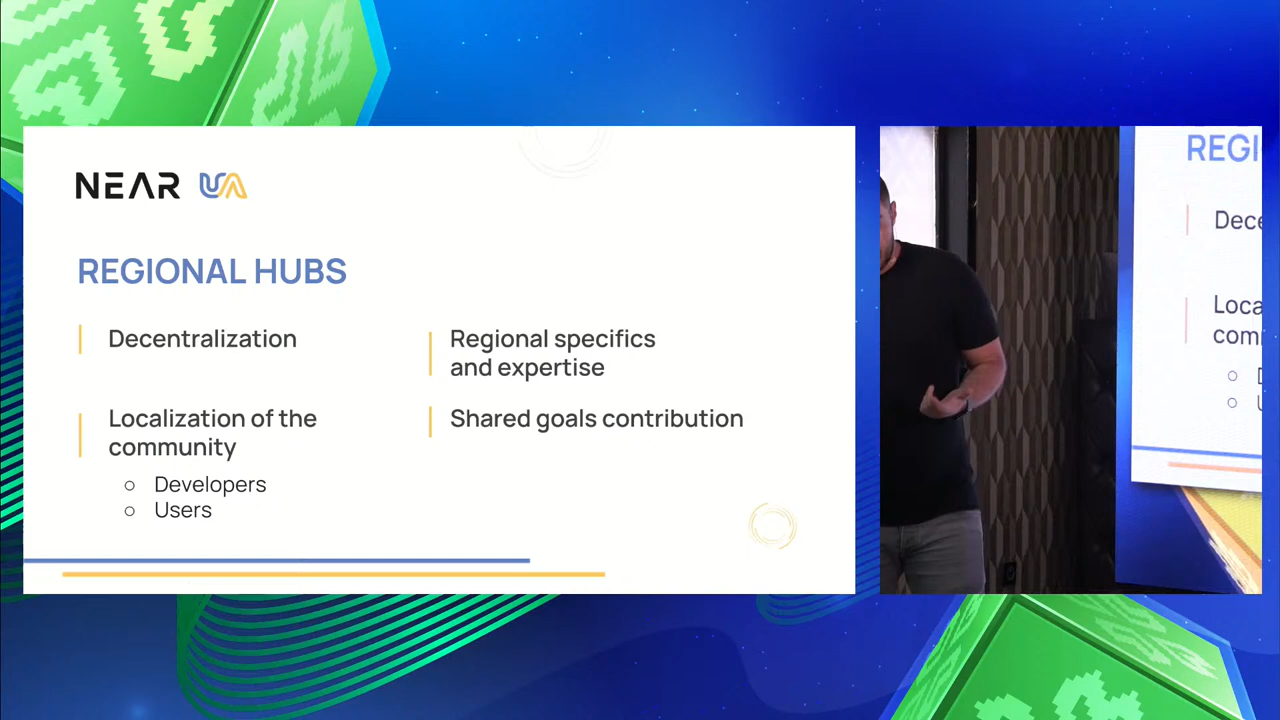 NEAR UA
REGIONAL HUBS
Decentralization
Localization of the
community
○ Developers
○ Users
Regional specifics
and expertise
Shared goals contribution
REGI
Dece
Loca
com